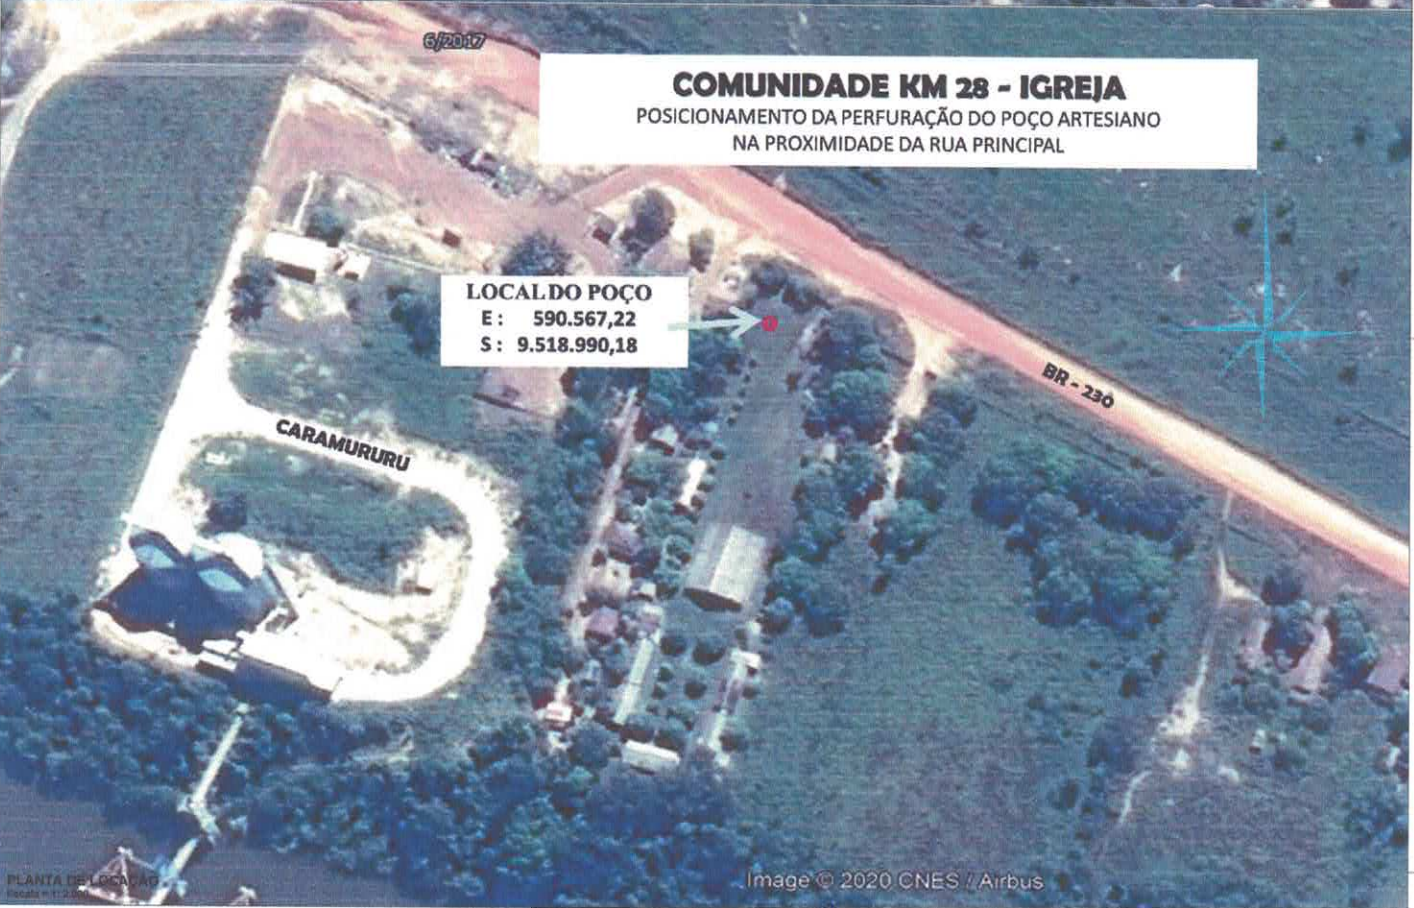 6/2017
COMUNIDADE KM 28 - IGREJA
POSICIONAMENTO DA PERFURAÇÃO DO POÇO ARTESIANO
NA PROXIMIDADE DA RUA PRINCIPAL
LOCAL DO POÇO
E : 590.567,22
S : 9.518.990,18
BR - 230
CARAMURURU
PLANTA DE LOCAÇÃO
Image © 2020 CNES / Airbus